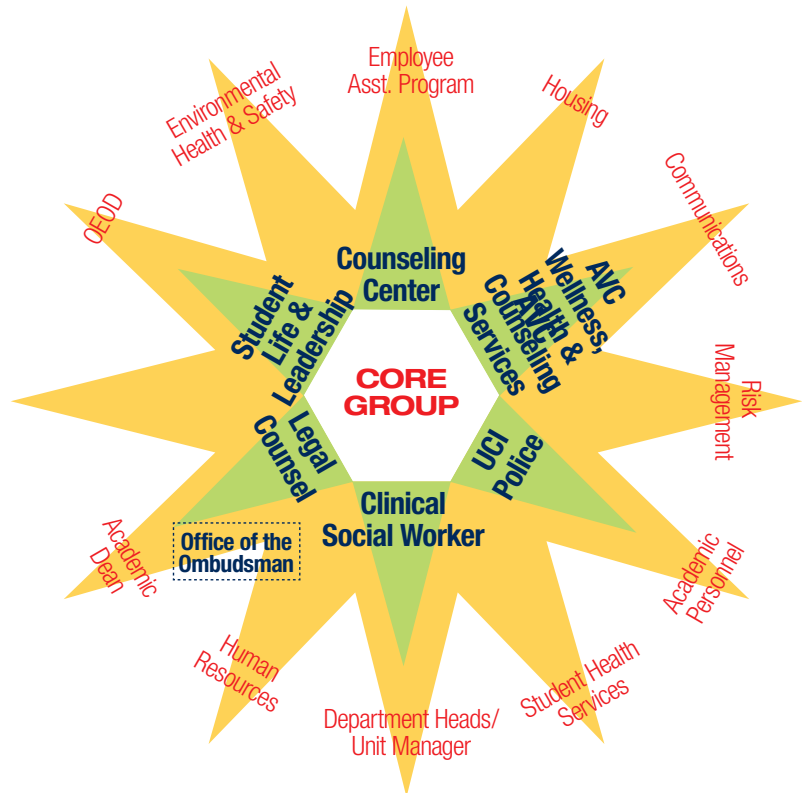 Employee
Asst. Program
Housing
Communications
Risk
Management
Academic
Personnel
Student Health
Services
Department Heads/
Unit Manager
Human
Resources
Academic
Dean
OEOD
Environmental
Health & Safety
Counseling
Center
AVC
Wellness,
Health &
AVC
Counseling
Services
UCI
Police
Clinical
Social Worker
Legal
Counsel
Student
Life &
Leadership
CORE
GROUP
Office of the
Ombudsman